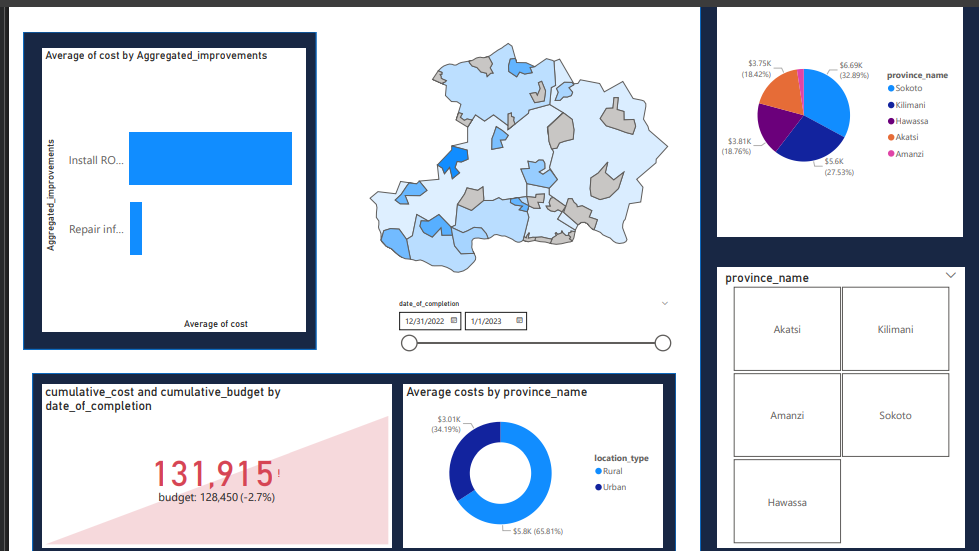 Average of cost by Aggregated_improvements
Aggregated_improvements
Install RO...
Repair inf...
Average of cost
date_of_completion
12/31/2022
1/1/2023
$3.75K
(18.42%)
$6.69K
(32.89%)
$3.81K
(18.76%)
$5.6K
(27.53%)
province_name
Sokoto
Kilimani
Hawassa
Akatsi
Amanzi
province_name
Akatsi
Kilimani
Amanzi
Sokoto
Hawassa
cumulative_cost and cumulative_budget by
date_of_completion
131,915!
budget: 128,450 (-2.7%)
Average costs by province_name
$3.01K
(34.19%)
$5.8K (65.81%)
location_type
Rural
Urban